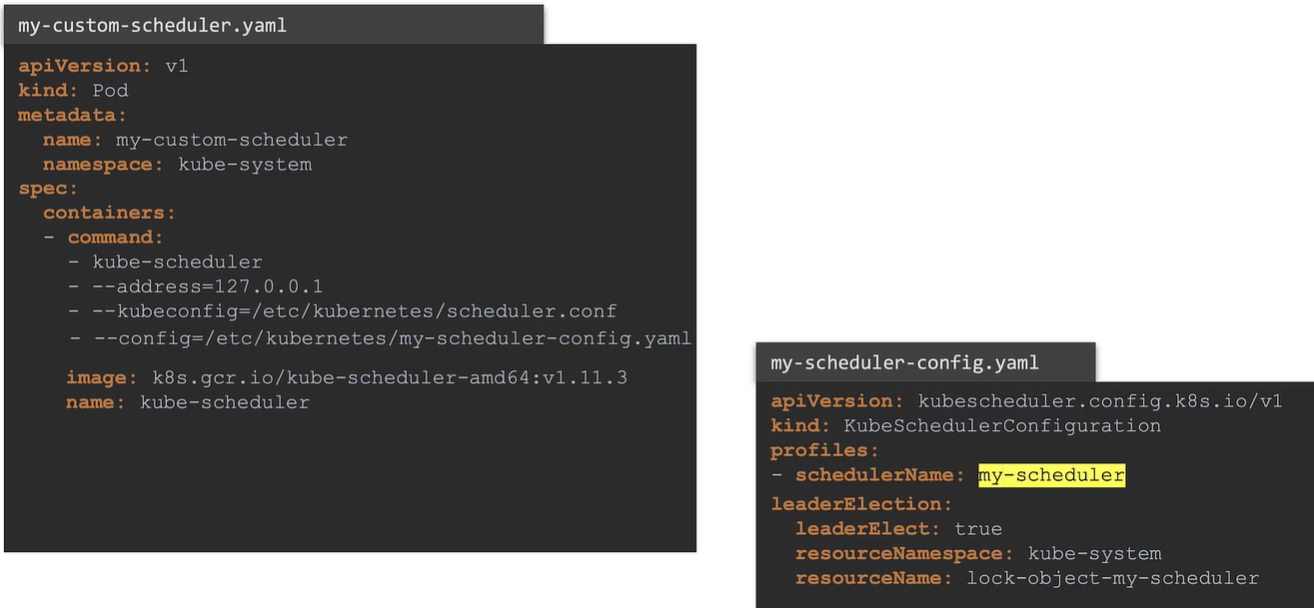 my-custom-scheduler.yaml
apiVersion: v1
kind: Pod
metadata:
  name: my-custom-scheduler
  namespace: kube-system
spec:
  containers:
  - command:
    - kube-scheduler
    - --address=127.0.0.1
    - --kubeconfig=/etc/kubernetes/scheduler.conf
    - --config=/etc/kubernetes/my-scheduler-config.yaml
    image: k8s.gcr.io/kube-scheduler-amd64:v1.11.3
    name: kube-scheduler
my-scheduler-config.yaml
apiVersion: kubescheduler.config.k8s.io/v1
kind: KubeSchedulerConfiguration
profiles:
- schedulerName: my-scheduler
leaderElection:
  leaderElect: true
  resourceNamespace: kube-system
  resourceName: lock-object-my-scheduler